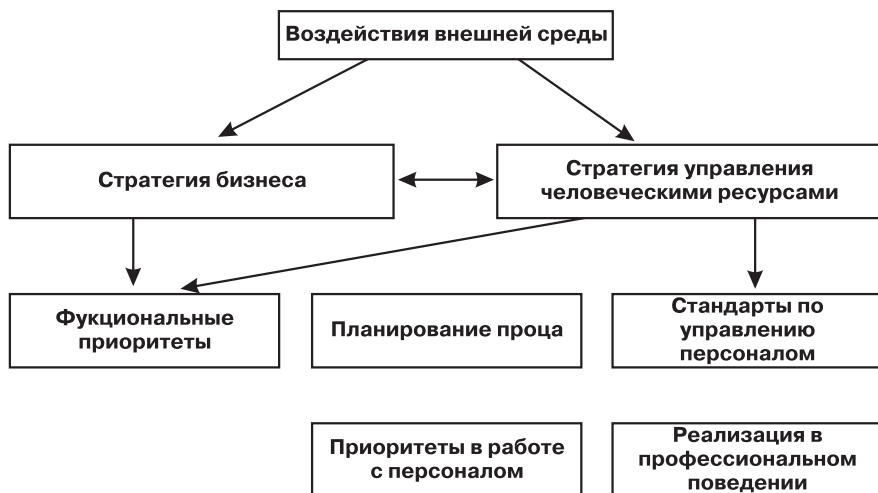 Воздействия внешней среды
Стратегия бизнеса
Стратегия управления
человеческими ресурсами
Фукциональные
приоритеты
Планирование проца
Стандарты по
управлению
персоналом
Приоритеты в работе
с персоналом
Реализация в
профессиональном
поведении